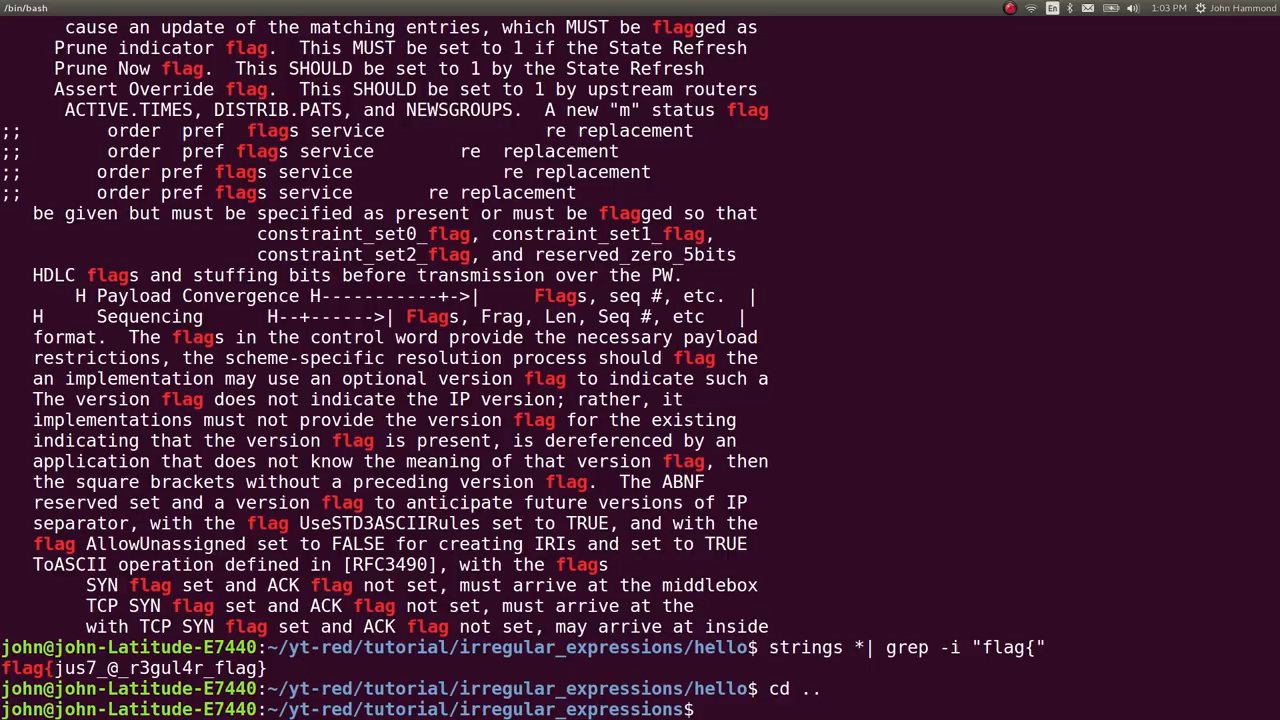 /bin/bash
En
1:03 PM
John Hammond
cause an update of the matching entries, which MUST be flagged as
Prune indicator flag.  This MUST be set to 1 if the State Refresh
Prune Now flag.  This SHOULD be set to 1 by the State Refresh
Assert Override flag.  This SHOULD be set to 1 by upstream routers
ACTIVE.TIMES, DISTRIB.PATS, and NEWSGROUPS.  A new "m" status flag
;;        order  pref  flags service               re replacement
;;        order  pref flags service        re  replacement
;;       order pref flags service              re replacement
;;       order pref flags service       re replacement
be given but must be specified as present or must be flagged so that
constraint_set0_flag, constraint_set1_flag,
constraint_set2_flag, and reserved_zero_5bits
HDLC flags and stuffing bits before transmission over the PW.
H Payload Convergence H-----------+->|     Flags, seq #, etc.  |
H     Sequencing       H--+------>| Flags, Frag, Len, Seq #, etc   |
format.  The flags in the control word provide the necessary payload
restrictions, the scheme-specific resolution process should flag the
an implementation may use an optional version flag to indicate such a
The version flag does not indicate the IP version; rather, it
implementations must not provide the version flag for the existing
indicating that the version flag is present, is dereferenced by an
application that does not know the meaning of that version flag, then
the square brackets without a preceding version flag.  The ABNF
reserved set and a version flag to anticipate future versions of IP
separator, with the flag UseSTD3ASCIIRules set to TRUE, and with the
flag AllowUnassigned set to FALSE for creating IRIs and set to TRUE
ToASCII operation defined in [RFC3490], with the flags
SYN flag set and ACK flag not set, must arrive at the middlebox
TCP SYN flag set and ACK flag not set, must arrive at the
with TCP SYN flag set and ACK flag not set, may arrive at inside
john@john-Latitude-E7440:~/yt-red/tutorial/irregular_expressions/hello$ strings *| grep -i "flag{"
flag{jus7_@_r3gul4r_flag}
john@john-Latitude-E7440:~/yt-red/tutorial/irregular_expressions/hello$ cd ..
john@john-Latitude-E7440:~/yt-red/tutorial/irregular_expressions$